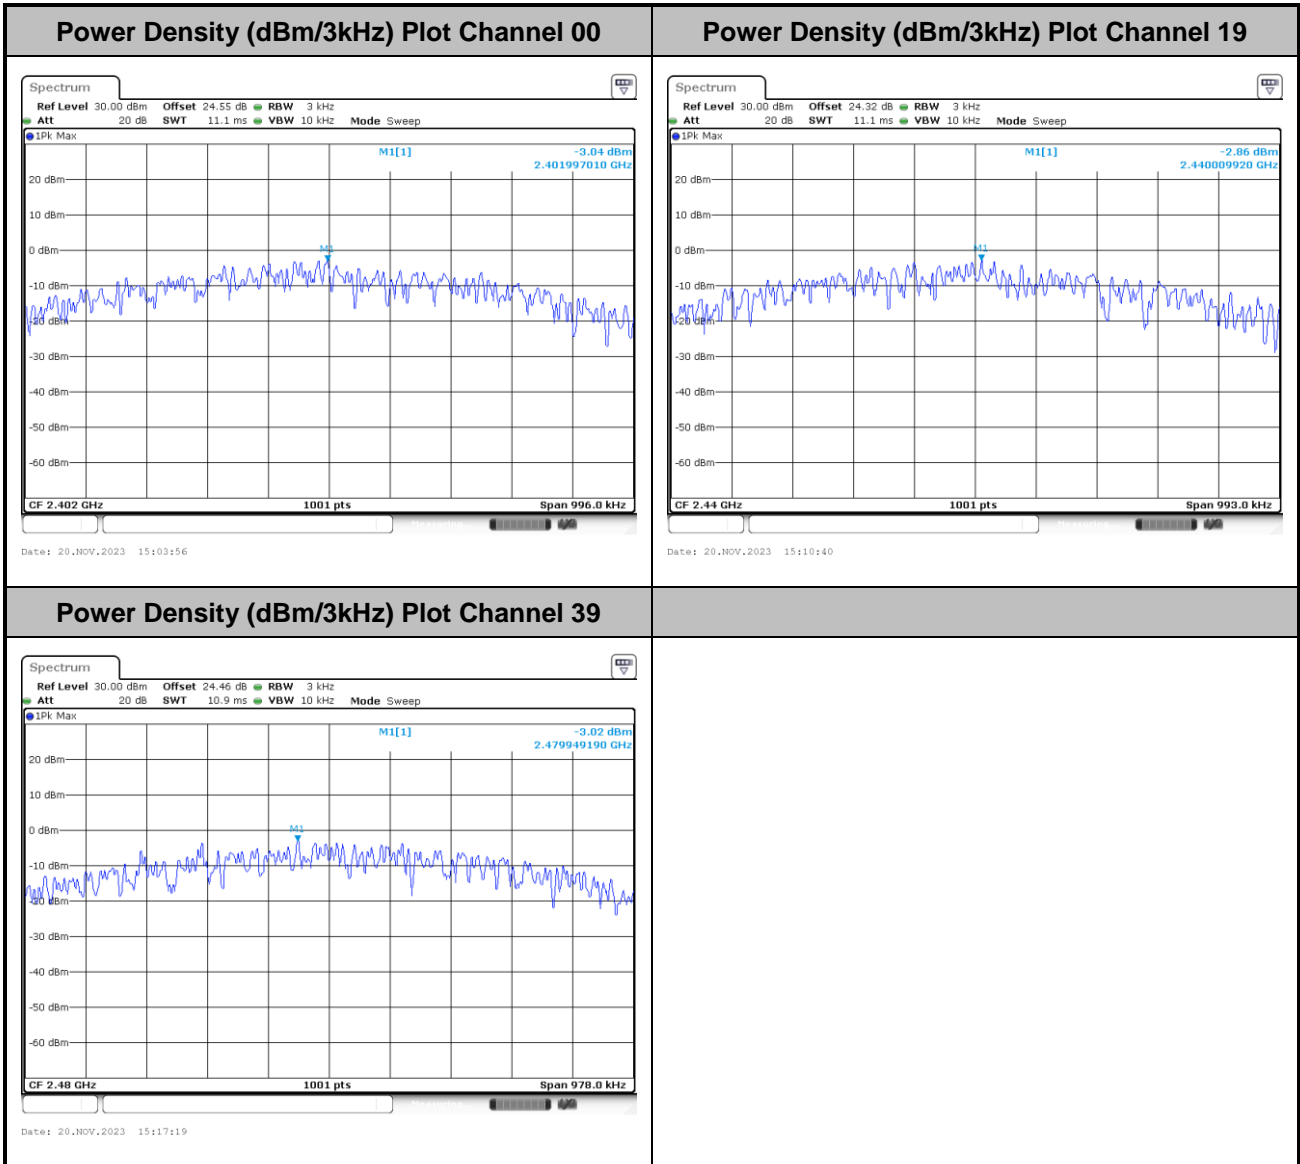 Power Density (dBm/3kHz) Plot Channel 00
Power Density (dBm/3kHz) Plot Channel 19
Spectrum
Ref Level 30.00 dBm Offset 24.55 dB RBW 3 kHz
Att 20 dB SWT 11.1 ms VBW 10 kHz Mode Sweep
1Pk Max
M1[1] -3.04 dBm
2.401997010 GHz
20 dBm
10 dBm
0 dBm
M1
-10 dBm
-20 dBm
-30 dBm
-40 dBm
-50 dBm
-60 dBm
CF 2.402 GHz 1001 pts Span 996.0 kHz
Measuring...
Date: 20.NOV.2023 15:03:56
Spectrum
Ref Level 30.00 dBm Offset 24.32 dB RBW 3 kHz
Att 20 dB SWT 11.1 ms VBW 10 kHz Mode Sweep
1Pk Max
M1[1] -2.86 dBm
2.440009920 GHz
20 dBm
10 dBm
0 dBm
M1
-10 dBm
-20 dBm
-30 dBm
-40 dBm
-50 dBm
-60 dBm
CF 2.44 GHz 1001 pts Span 993.0 kHz
Measuring...
Date: 20.NOV.2023 15:10:40
Power Density (dBm/3kHz) Plot Channel 39
Spectrum
Ref Level 30.00 dBm Offset 24.46 dB RBW 3 kHz
Att 20 dB SWT 10.9 ms VBW 10 kHz Mode Sweep
1Pk Max
M1[1] -3.02 dBm
2.479949190 GHz
20 dBm
10 dBm
0 dBm
M1
-10 dBm
-20 dBm
-30 dBm
-40 dBm
-50 dBm
-60 dBm
CF 2.48 GHz 1001 pts Span 978.0 kHz
Measuring...
Date: 20.NOV.2023 15:17:19